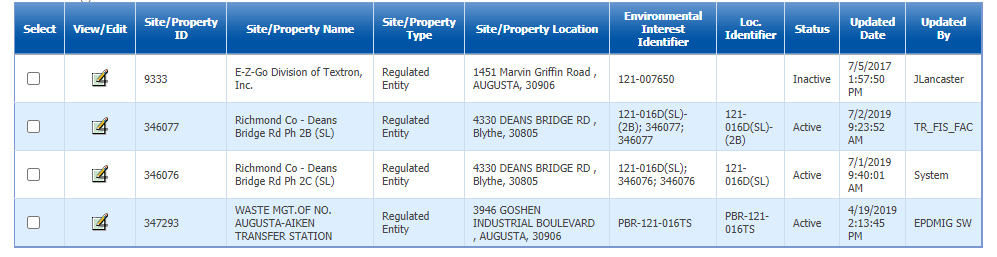 Select View/Edit Site/Property ID Site/Property Name Site/Property Type Site/Property Location Environmental Interest Identifier Loc. Identifier Status Updated Date Updated By
9333 E-Z-Go Division of Textron, Inc. Regulated Entity 1451 Marvin Griffin Road , AUGUSTA, 30906 121-007650 Inactive 7/5/2017 1:57:50 PM JLancaster
346077 Richmond Co - Deans Bridge Rd Ph 2B (SL) Regulated Entity 4330 DEANS BRIDGE RD , Blythe, 30805 121-016D(SL)-(2B); 346077; 346077 121-016D(SL)-(2B) Active 7/2/2019 9:23:52 AM TR_FIS_FAC
346076 Richmond Co - Deans Bridge Rd Ph 2C (SL) Regulated Entity 4330 DEANS BRIDGE RD , Blythe, 30805 121-016D(SL); 346076; 346076 121-016D(SL) Active 7/1/2019 9:40:01 AM System
347293 WASTE MGT.OF NO. AUGUSTA-AIKEN TRANSFER STATION Regulated Entity 3946 GOSHEN INDUSTRIAL BOULEVARD , AUGUSTA, 30906 PBR-121-016TS PBR-121-016TS Active 4/19/2019 2:13:45 PM EPDMIG SW